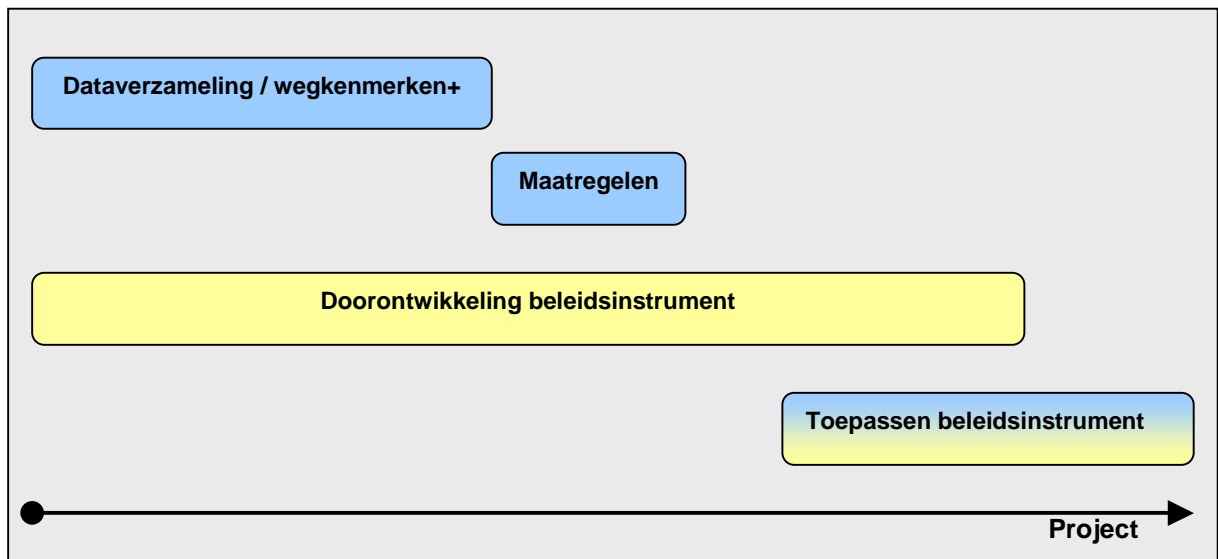 Dataverzameling / wegkenmerken+
Maatregelen
Doorontwikkeling beleidsinstrument
Toepassen beleidsinstrument
Project